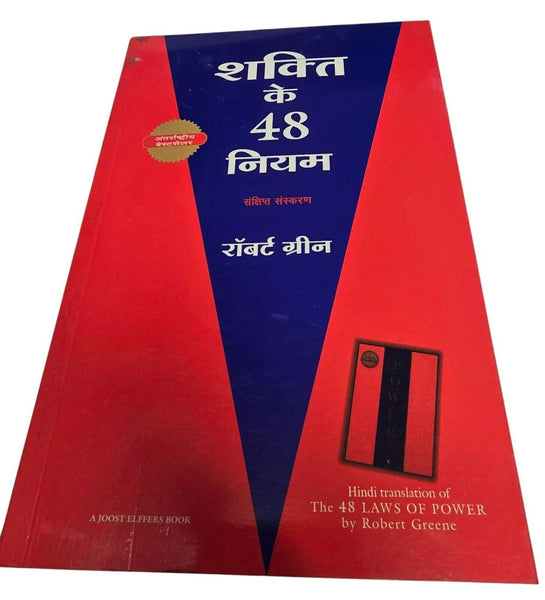 शक्ति
के
48
नियम
अंतर्राष्ट्रीय
बेस्टसेलर
संक्षिप्त संस्करण
रॉबर्ट ग्रीन
POWER
Hindi translation of
The 48 LAWS OF POWER
by Robert Greene
A JOOST ELFFERS BOOK